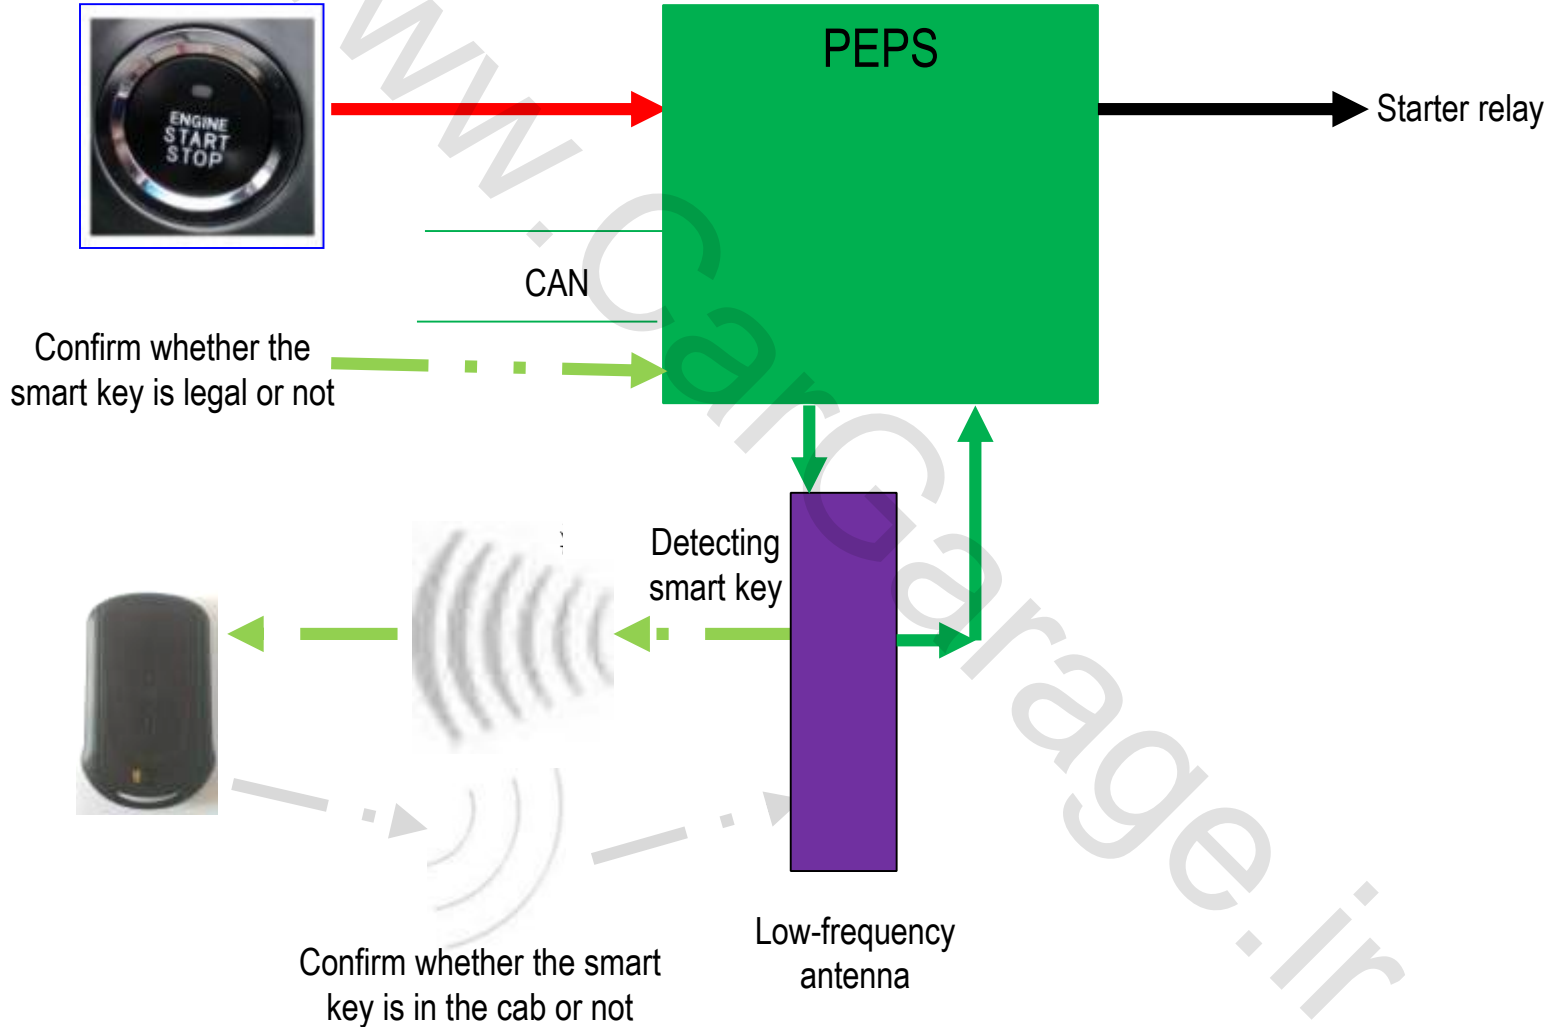 PEPS
ENGINE
START
STOP
Starter relay
CAN
Confirm whether the
smart key is legal or not
Detecting
smart key
Low-frequency
antenna
Confirm whether the smart
key is in the cab or not
www.CarGarage.ir